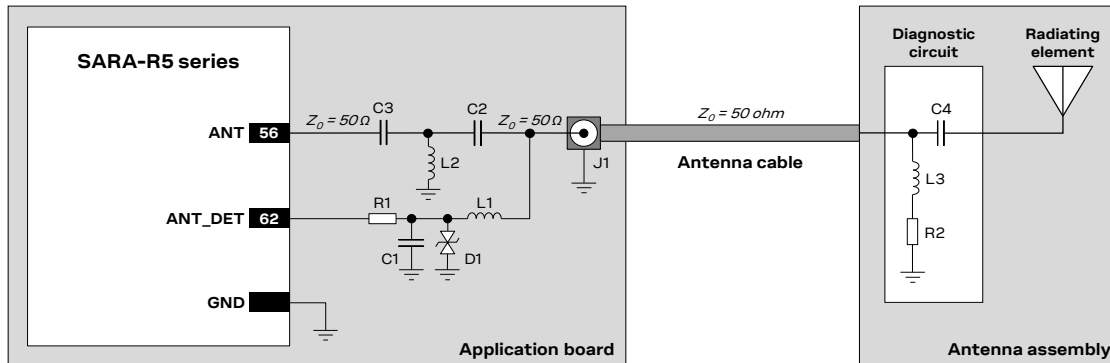 SARA-R5 series
ANT 56
ANT_DET 62
GND
Z₀ = 50 Ω
C3
C2
Z₀ = 50 Ω
L2
J1
R1
L1
C1
D1
Application board
Z₀ = 50 ohm
Antenna cable
Diagnostic
circuit
Radiating
element
C4
L3
R2
Antenna assembly